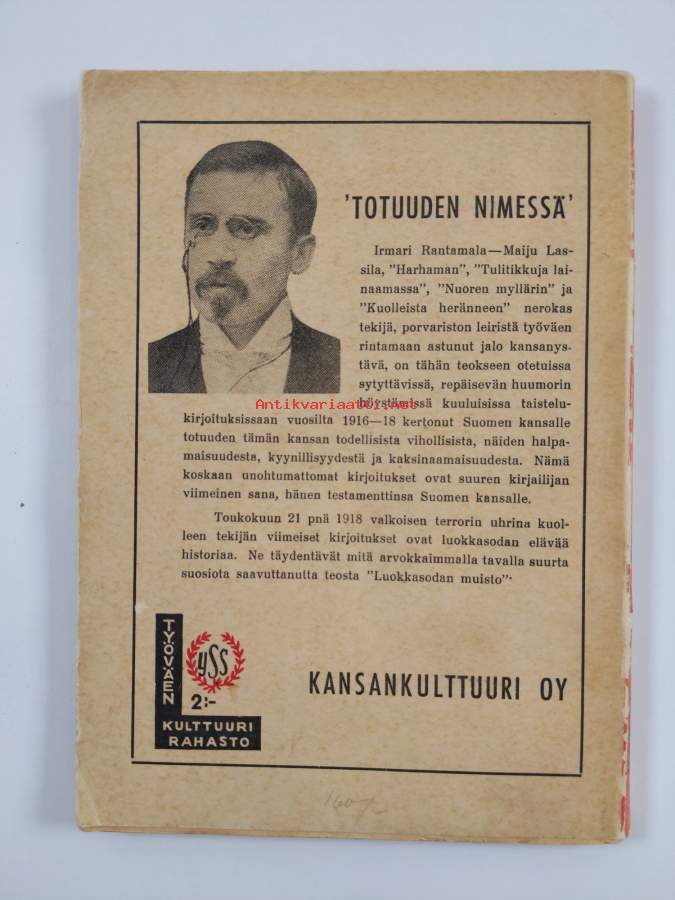 'TOTUUDEN NIMESSÄ'
Irmari Rantamala—Maiju Las-
sila, "Harhaman", "Tulitikkuja lai-
naamassa", "Nuoren myllärin" ja
"Kuolleista heränneen" nerokas
tekijä, porvariston leiristä työväen
rintamaan astunut jalo kansanys-
tävä, on tähän teokseen otetuissa
sytyttävissä, repäisevän huumorin
höystämissä kuuluisissa taistelu-
Antikvariaatti.net
kirjoituksissaan vuosilta 1916—18 kertonut Suomen kansalle
totuuden tämän kansan todellisista vihollisista, näiden halpa-
maisuudesta, kyynillisyydestä ja kaksinaamaisuudesta. Nämä
koskaan unohtumattomat kirjoitukset ovat suuren kirjailijan
viimeinen sana, hänen testamenttinsa Suomen kansalle.
Toukokuun 21 pnä 1918 valkoisen terrorin uhrina kuol-
leen tekijän viimeiset kirjoitukset ovat luokkasodan elävää
historiaa. Ne täydentävät mitä arvokkaimmalla tavalla suurta
suosiota saavuttanutta teosta "Luokkasodan muisto".
TYÖVÄEN
ySS
2:-
KULTTUURI
RAHASTO
KANSANKULTTUURI OY